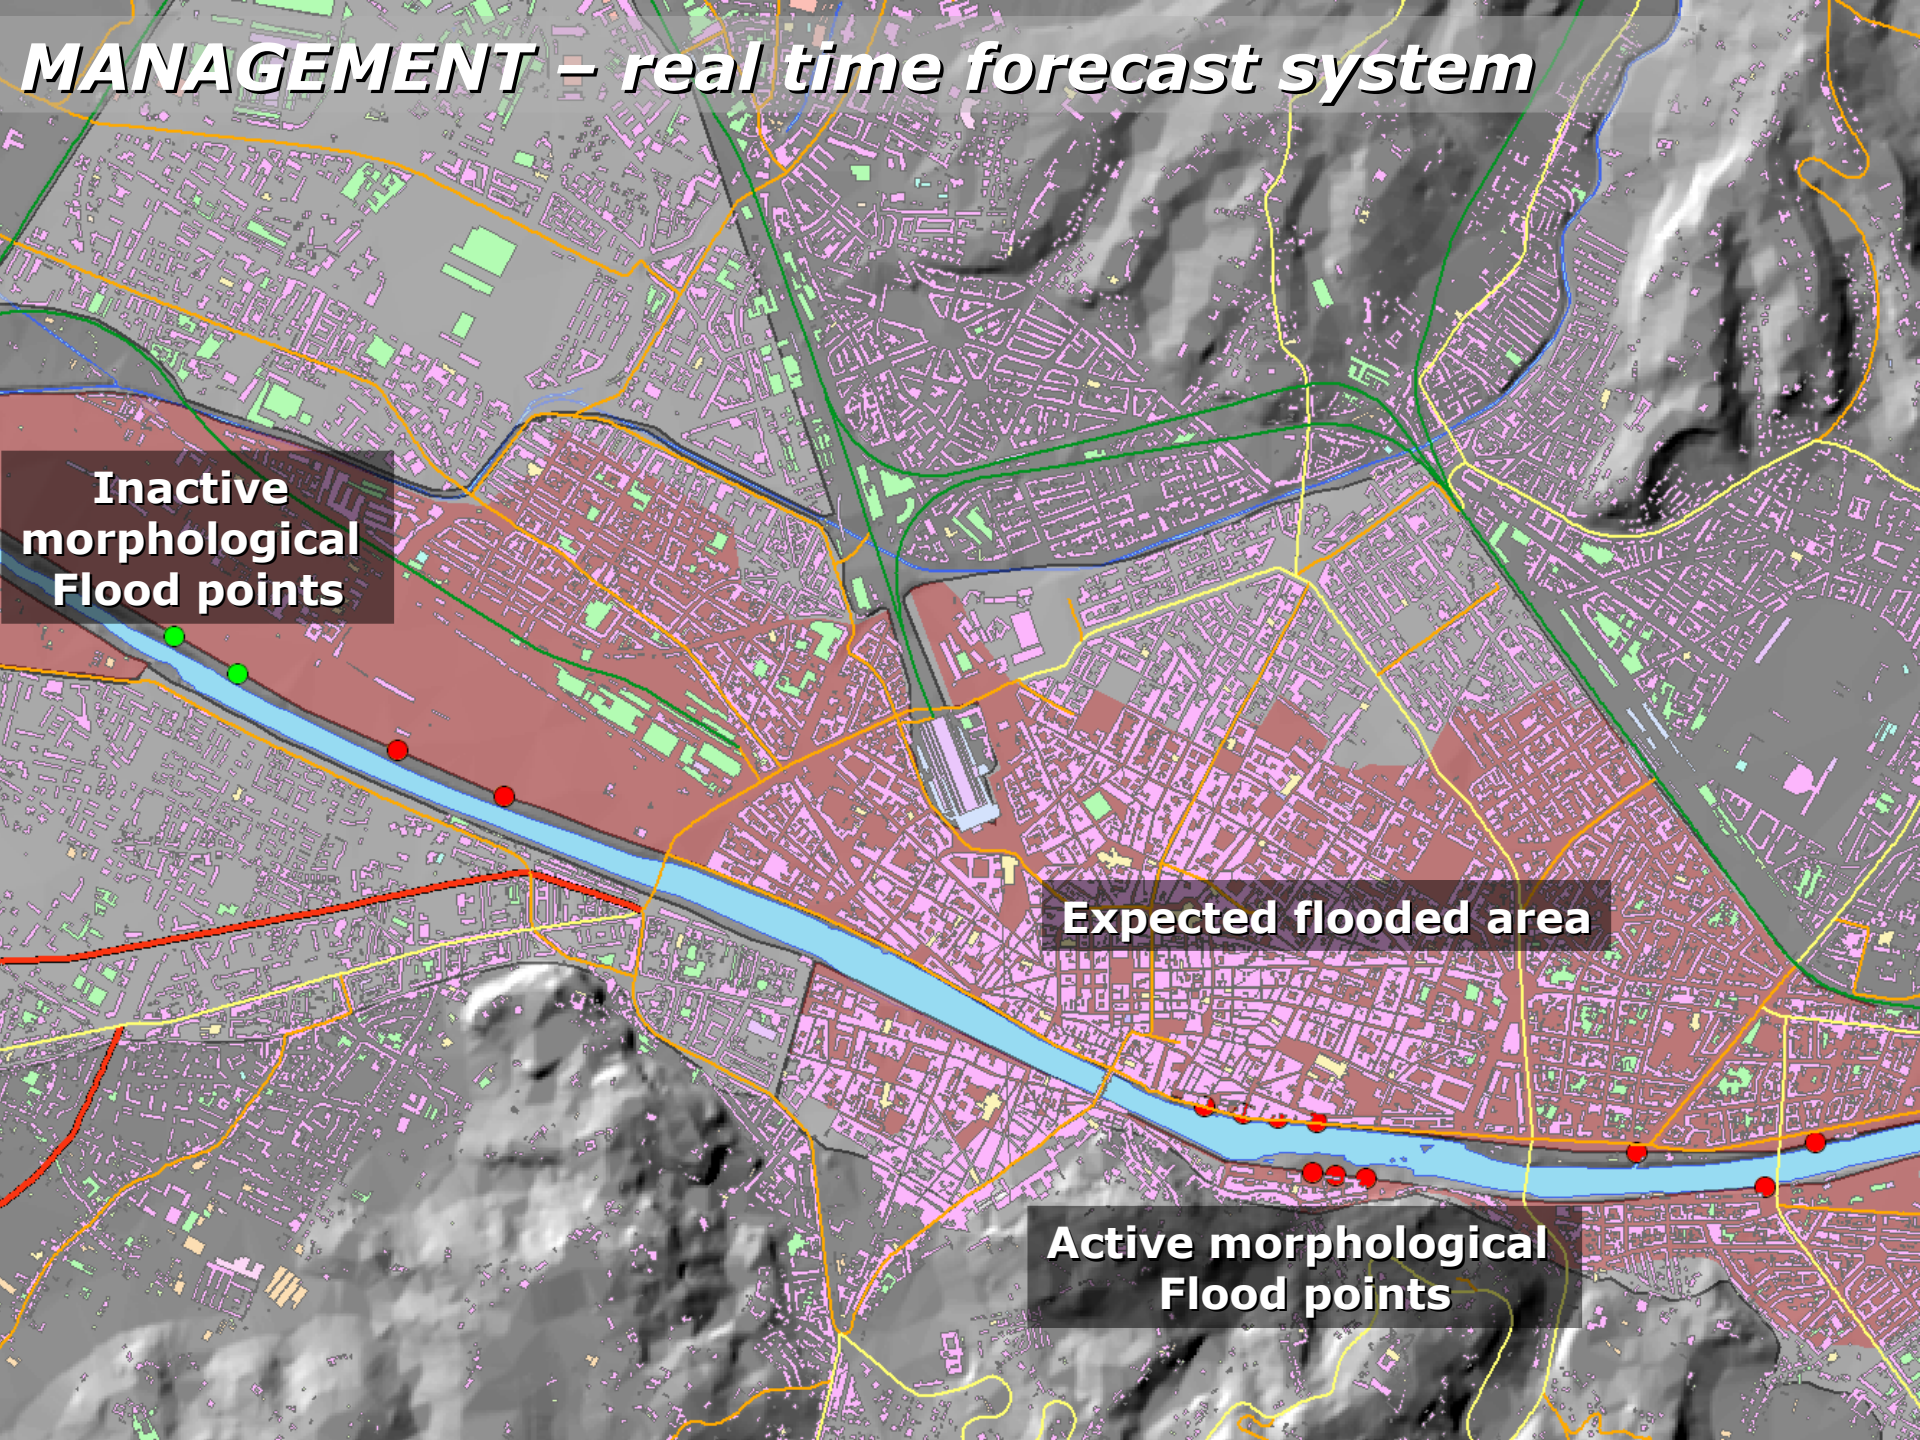 MANAGEMENT – real time forecast system
Inactive
morphological
Flood points
Expected flooded area
Active morphological
Flood points